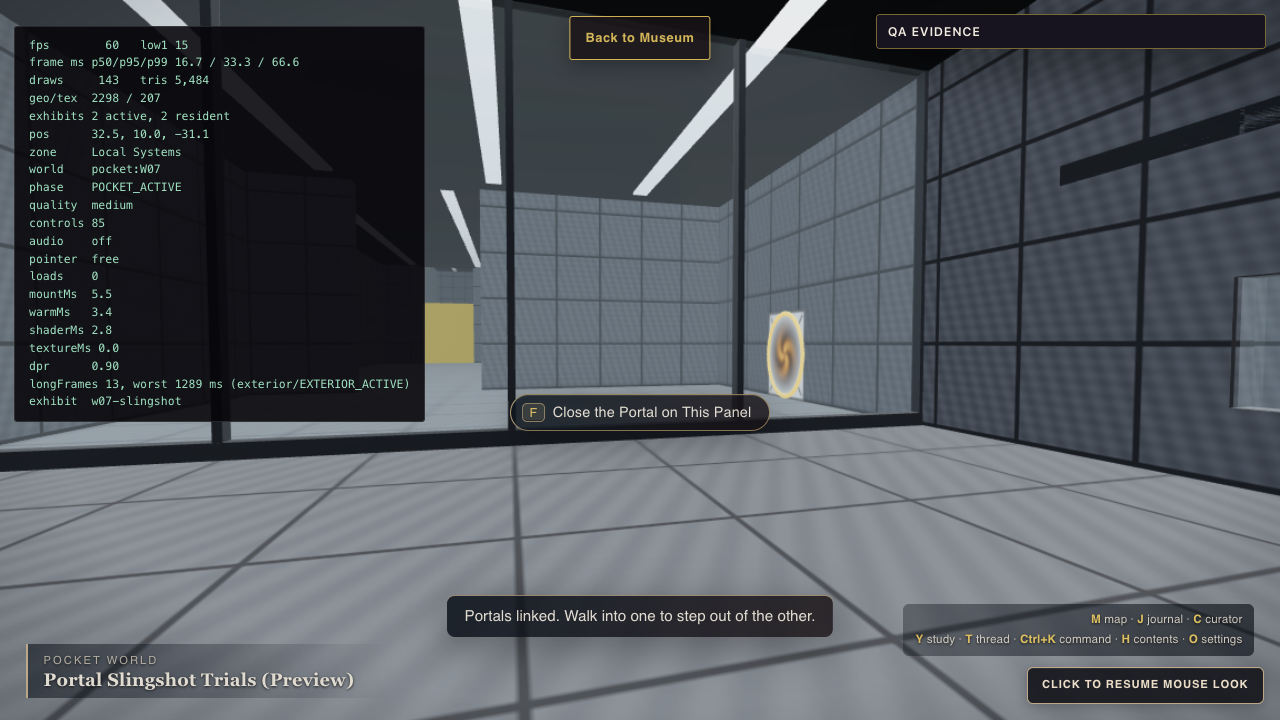 fps 60 low1 15
frame ms p50/p95/p99 16.7 / 33.3 / 66.6
draws 143 tris 5,484
geo/tex 2298 / 207
exhibits 2 active, 2 resident
pos 32.5, 10.0, -31.1
zone Local Systems
world pocket:W07
phase POCKET_ACTIVE
quality medium
controls 85
audio off
pointer free
loads 0
mountMs 5.5
warmMs 3.4
shaderMs 2.8
textureMs 0.0
dpr 0.90
longFrames 13, worst 1289 ms (exterior/EXTERIOR_ACTIVE)
exhibit w07-slingshot
Back to Museum
QA EVIDENCE
F Close the Portal on This Panel
Portals linked. Walk into one to step out of the other.
POCKET WORLD
Portal Slingshot Trials (Preview)
M map · J journal · C curator
Y study · T thread · Ctrl+K command · H contents · O settings
CLICK TO RESUME MOUSE LOOK